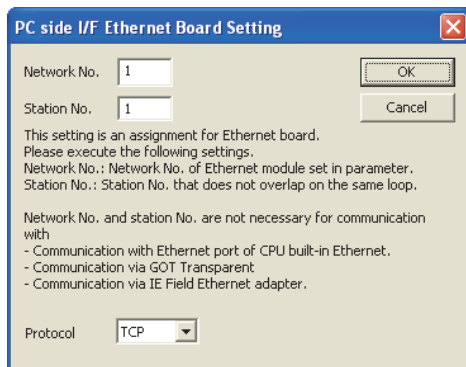 PC side I/F Ethernet Board Setting
Network No. 1
OK
Station No. 1
Cancel
This setting is an assignment for Ethernet board.
Please execute the following settings.
Network No.: Network No. of Ethernet module set in parameter.
Station No.: Station No. that does not overlap on the same loop.
Network No. and station No. are not necessary for communication
with
- Communication with Ethernet port of CPU built-in Ethernet.
- Communication via GOT Transparent
- Communication via IE Field Ethernet adapter.
Protocol TCP